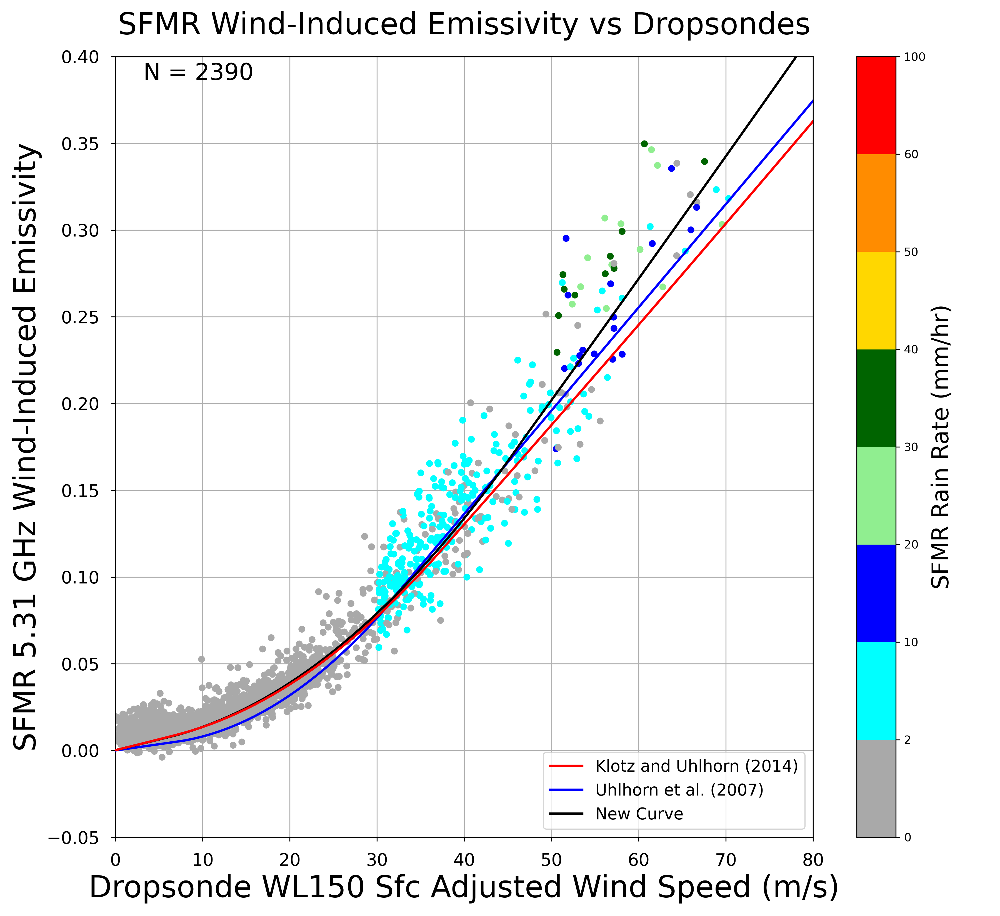 SFMR Wind-Induced Emissivity vs Dropsondes
N = 2390
SFMR 5.31 GHz Wind-Induced Emissivity
0.40
0.35
0.30
0.25
0.20
0.15
0.10
0.05
0.00
−0.05
0 10 20 30 40 50 60 70 80
Dropsonde WL150 Sfc Adjusted Wind Speed (m/s)
Klotz and Uhlhorn (2014)
Uhlhorn et al. (2007)
New Curve
100
60
50
40
30
20
10
2
0
SFMR Rain Rate (mm/hr)